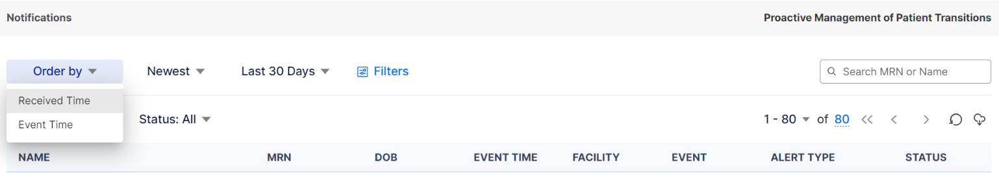 Notifications
Proactive Management of Patient Transitions
Order by
Newest
Last 30 Days
Filters
Search MRN or Name
Received Time
Event Time
Status: All
1 - 80 of 80
NAME MRN DOB EVENT TIME FACILITY EVENT ALERT TYPE STATUS